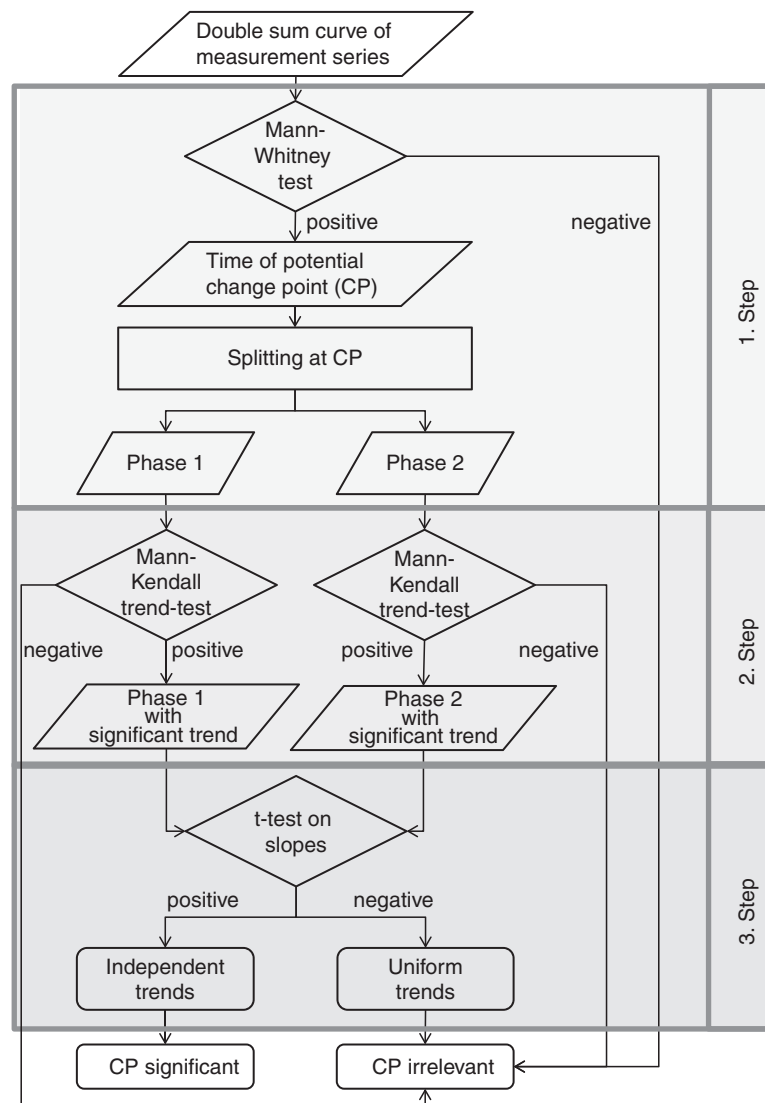 Double sum curve of
measurement series
Mann-
Whitney
test
positive
negative
Time of potential
change point (CP)
Splitting at CP
Phase 1
Phase 2
1. Step
Mann-
Kendall
trend-test
Mann-
Kendall
trend-test
negative
positive
positive
negative
Phase 1
with
significant trend
Phase 2
with
significant trend
2. Step
t-test on
slopes
positive
negative
Independent
trends
Uniform
trends
3. Step
CP significant
CP irrelevant